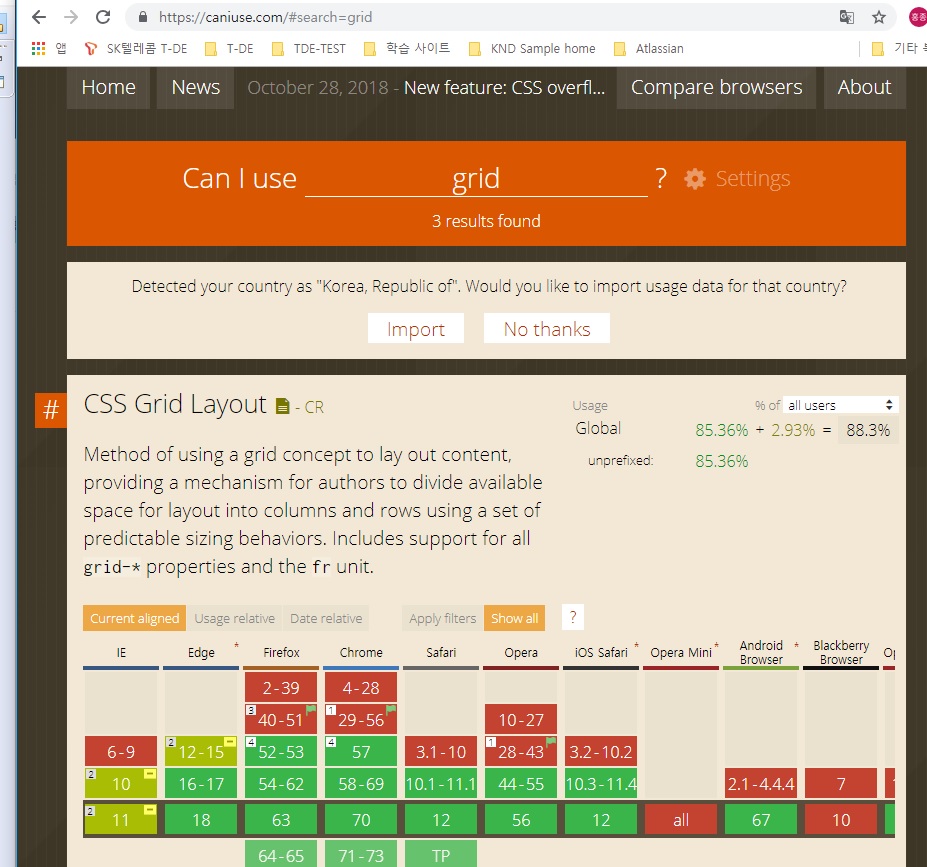 https://caniuse.com/#search=grid
앱 SK텔레콤 T-DE T-DE TDE-TEST 학습 사이트 KND Sample home Atlassian 기타
Home News October 28, 2018 - New feature: CSS overfl... Compare browsers About
Can I use grid ? Settings
3 results found
Detected your country as "Korea, Republic of". Would you like to import usage data for that country?
Import No thanks
# CSS Grid Layout - CR
Usage % of all users
Global 85.36% + 2.93% = 88.3%
unprefixed: 85.36%
Method of using a grid concept to lay out content,
providing a mechanism for authors to divide available
space for layout into columns and rows using a set of
predictable sizing behaviors. Includes support for all
grid-* properties and the fr unit.
Current aligned Usage relative Date relative Apply filters Show all ?
IE Edge * Firefox Chrome Safari Opera iOS Safari * Opera Mini * Android Browser * Blackberry Browser
2-39 4-28
3 40-51 1 29-56 10-27
6-9 2 12-15 4 52-53 4 57 3.1-10 1 28-43 3.2-10.2
2 10 16-17 54-62 58-69 10.1-11.1 44-55 10.3-11.4 2.1-4.4.4 7
2 11 18 63 70 12 56 12 all 67 10
64-65 71-73 TP